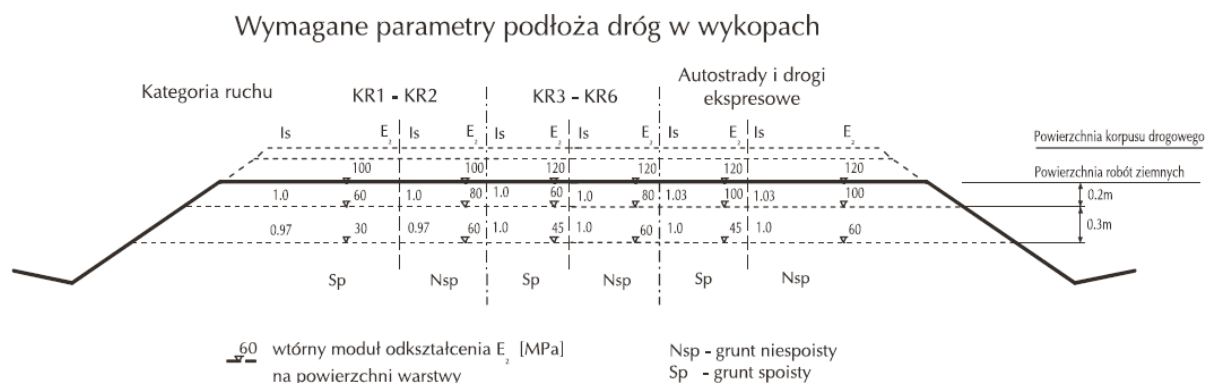 Wymagane parametry podłoża dróg w wykopach
Autostrady i drogi
Kategoria ruchu KR1 - KR2 KR3 - KR6 ekspresowe
Is E₂ Is E₂ Is E₂ Is E₂ Is E₂ Is E₂
Powierzchnia korpusu drogowego
100 100 120 120 120 120
Powierzchnia robót ziemnych
1.0 60 1.0 80 1.0 60 1.0 80 1.03 100 1.03 100 0.2m
0.97 30 0.97 60 1.0 45 1.0 60 1.0 45 1.0 60 0.3m
Sp Nsp Sp Nsp Sp Nsp
60 wtórny moduł odkształcenia E₂ [MPa]
na powierzchni warstwy
Nsp - grunt niespoisty
Sp - grunt spoisty